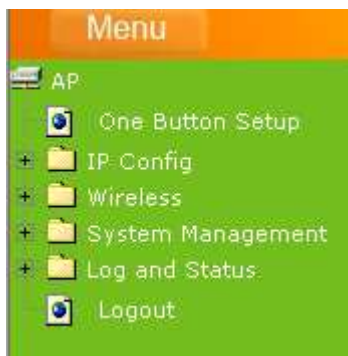 Menu
AP
One Button Setup
IP Config
Wireless
System Management
Log and Status
Logout